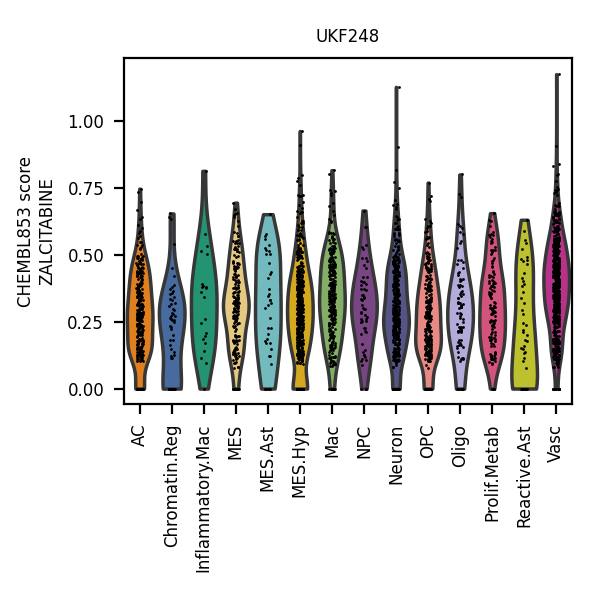 UKF248
CHEMBL853 score
ZALCITABINE
1.00
0.75
0.50
0.25
0.00
AC
Chromatin.Reg
Inflammatory.Mac
MES
MES.Ast
MES.Hyp
Mac
NPC
Neuron
OPC
Oligo
Prolif.Metab
Reactive.Ast
Vasc